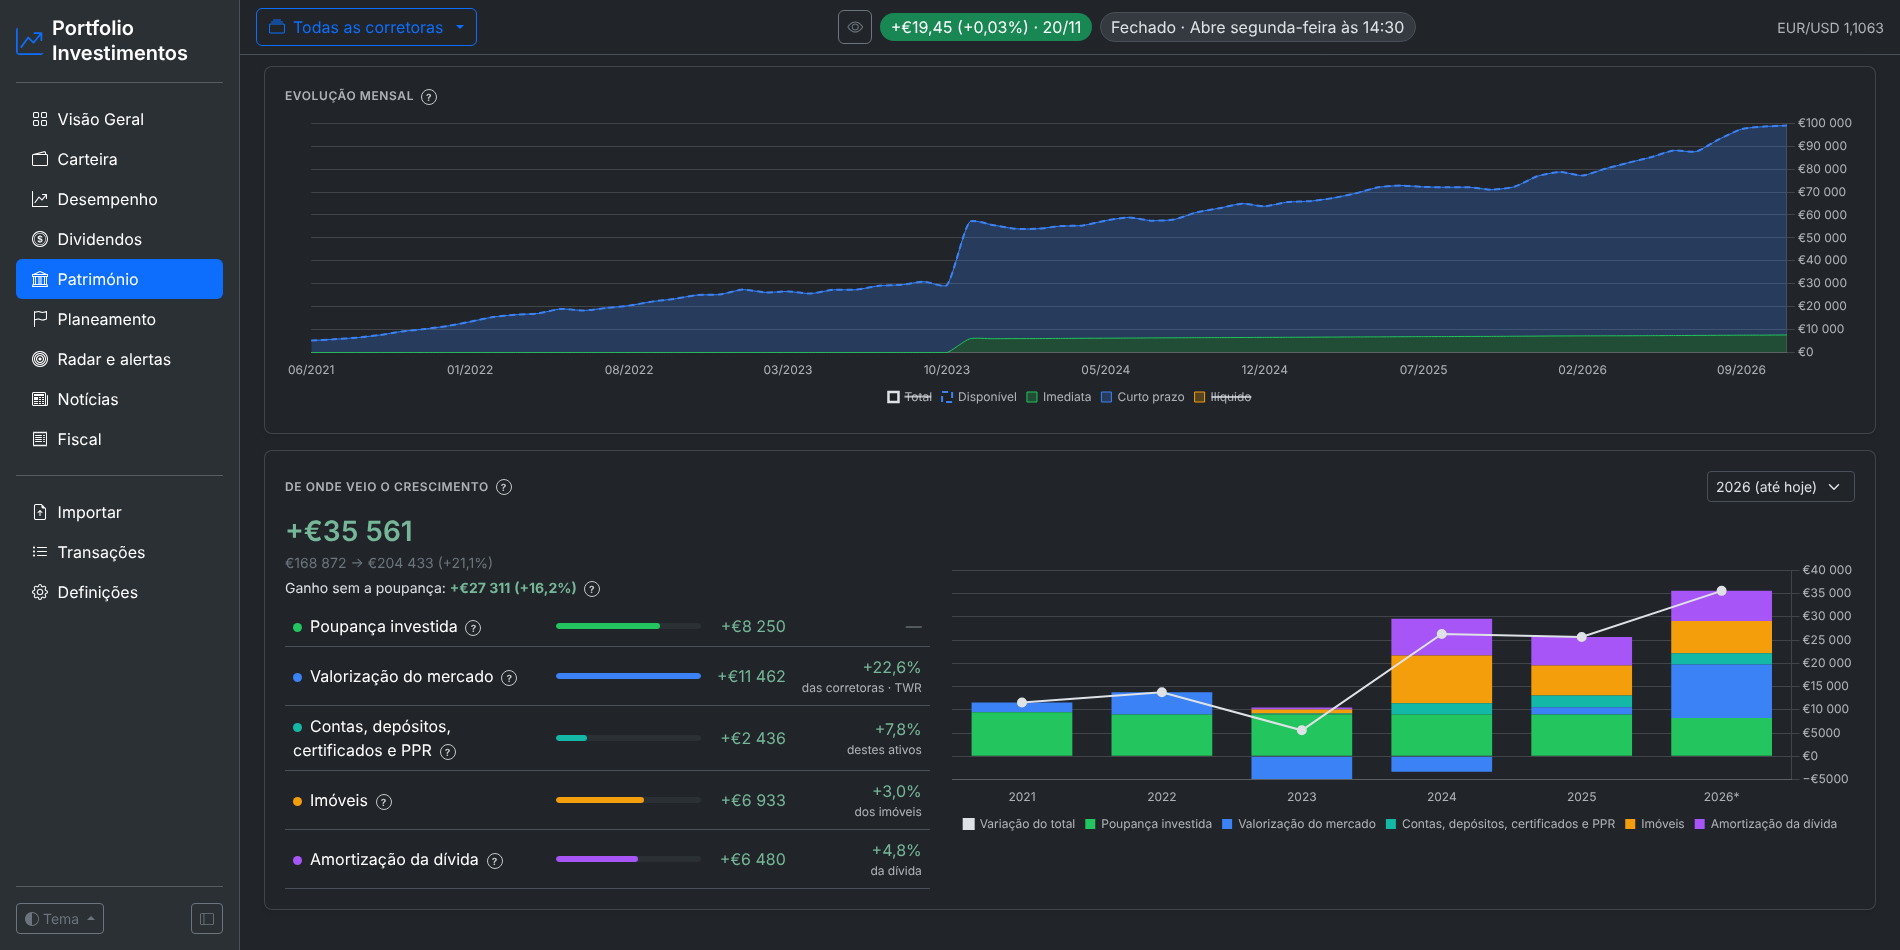 Portfolio
Investimentos
Visão Geral
Carteira
Desempenho
Dividendos
Património
Planeamento
Radar e alertas
Notícias
Fiscal
Importar
Transações
Definições
Tema
Todas as corretoras
+€19,45 (+0,03%) · 20/11
Fechado · Abre segunda-feira às 14:30
EUR/USD 1,1063
EVOLUÇÃO MENSAL ?
€100 000
€90 000
€80 000
€70 000
€60 000
€50 000
€40 000
€30 000
€20 000
€10 000
€0
06/2021 01/2022 08/2022 03/2023 10/2023 05/2024 12/2024 07/2025 02/2026 09/2026
Total Disponível Imediata Curto prazo Ilíquido
DE ONDE VEIO O CRESCIMENTO ?
2026 (até hoje)
+€35 561
€168 872 → €204 433 (+21,1%)
Ganho sem a poupança: +€27 311 (+16,2%) ?
Poupança investida ? +€8 250 —
Valorização do mercado ? +€11 462 +22,6%
das corretoras · TWR
Contas, depósitos,
certificados e PPR ? +€2 436 +7,8%
destes ativos
Imóveis ? +€6 933 +3,0%
dos imóveis
Amortização da dívida ? +€6 480 +4,8%
da dívida
€40 000
€35 000
€30 000
€25 000
€20 000
€15 000
€10 000
€5000
€0
−€5000
2021 2022 2023 2024 2025 2026*
Variação do total Poupança investida Valorização do mercado Contas, depósitos, certificados e PPR Imóveis Amortização da dívida